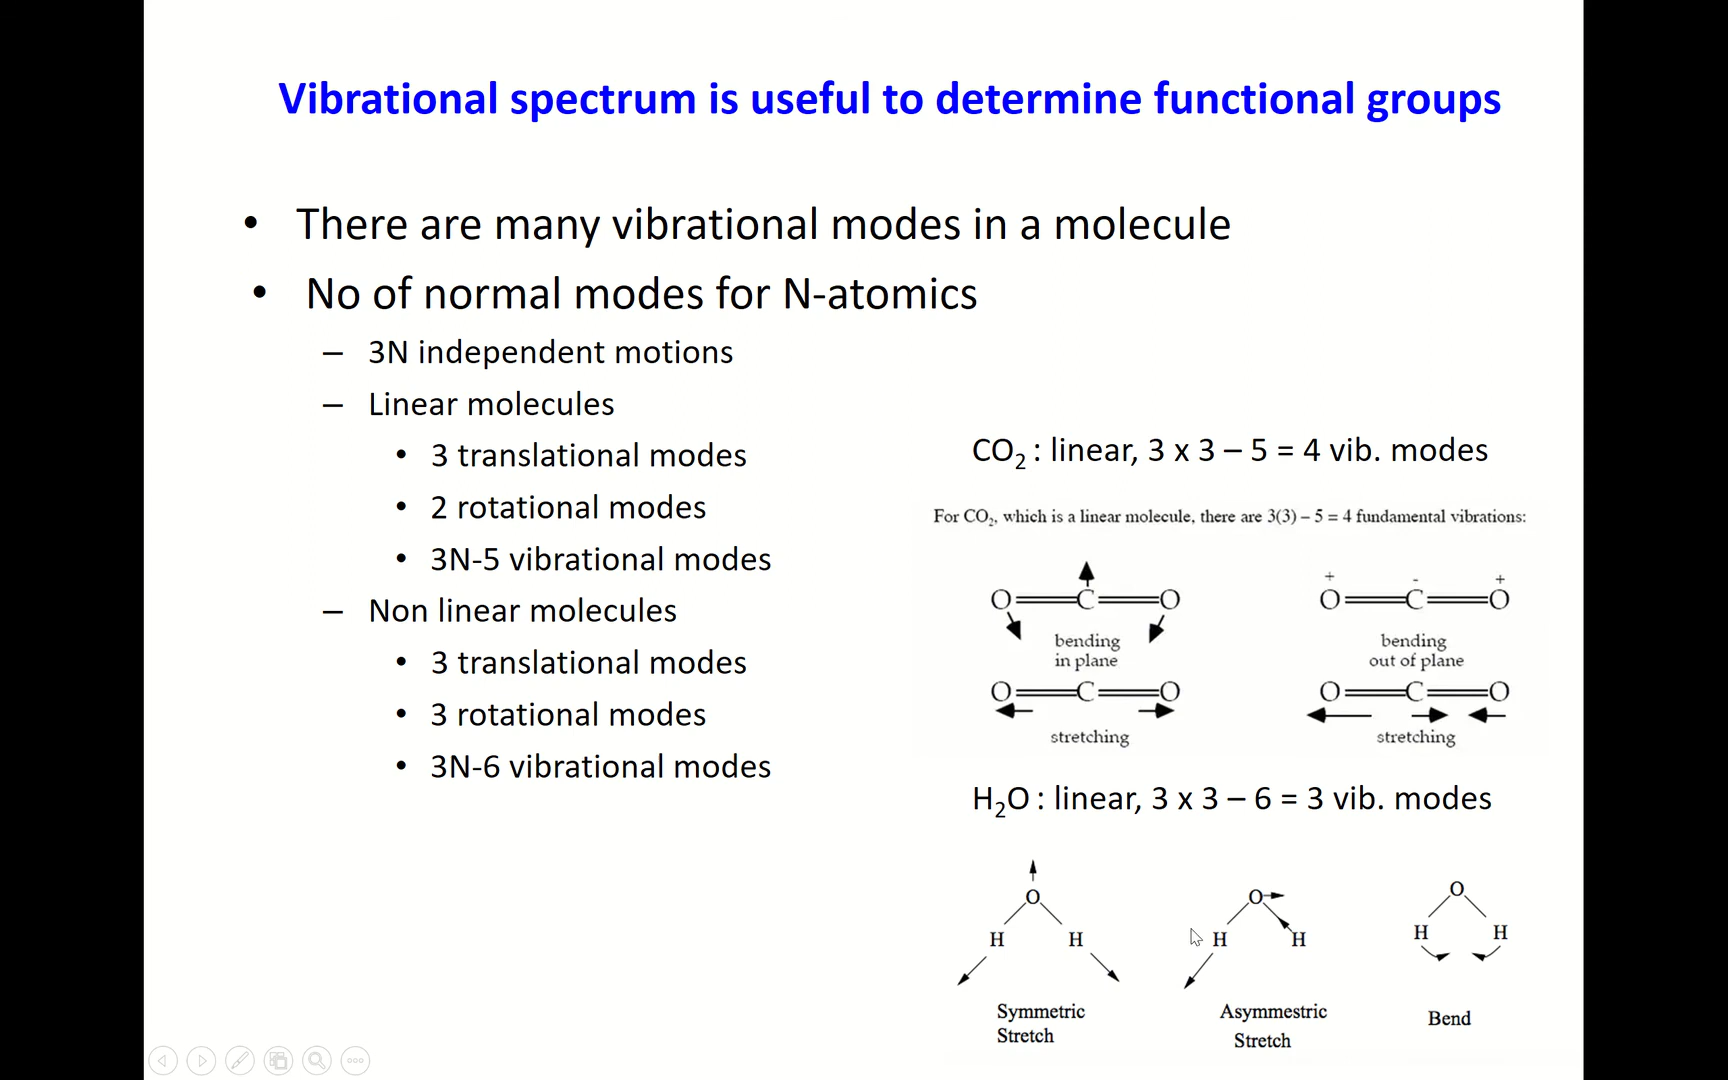 Vibrational spectrum is useful to determine functional groups
• There are many vibrational modes in a molecule
• No of normal modes for N-atomics
– 3N independent motions
– Linear molecules
• 3 translational modes
• 2 rotational modes
• 3N-5 vibrational modes
– Non linear molecules
• 3 translational modes
• 3 rotational modes
• 3N-6 vibrational modes
CO₂ : linear, 3 x 3 – 5 = 4 vib. modes
For CO₂, which is a linear molecule, there are 3(3) – 5 = 4 fundamental vibrations:
O C O
bending
in plane
+ - +
O C O
bending
out of plane
O C O
stretching
O C O
stretching
H₂O : linear, 3 x 3 – 6 = 3 vib. modes
O
H H
Symmetric
Stretch
O
H H
Asymmestric
Stretch
O
H H
Bend